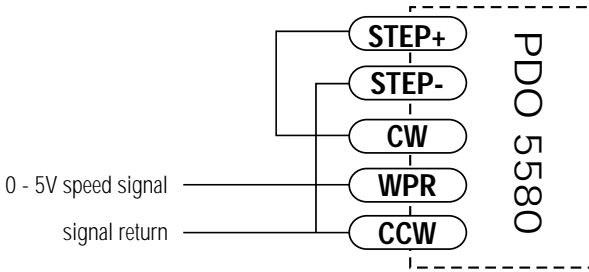 STEP+
STEP-
CW
0 - 5V speed signal
WPR
signal return
CCW
PDO 5580